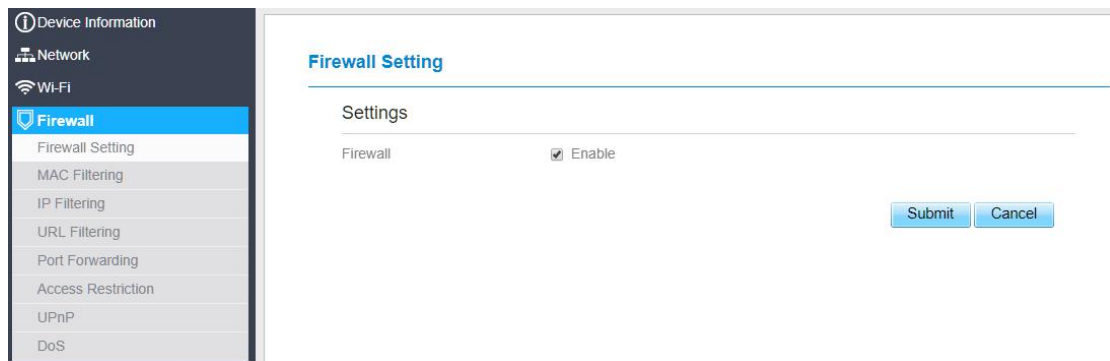 Device Information
Network
Wi-Fi
Firewall
Firewall Setting
MAC Filtering
IP Filtering
URL Filtering
Port Forwarding
Access Restriction
UPnP
DoS
Firewall Setting
Settings
Firewall Enable
Submit Cancel